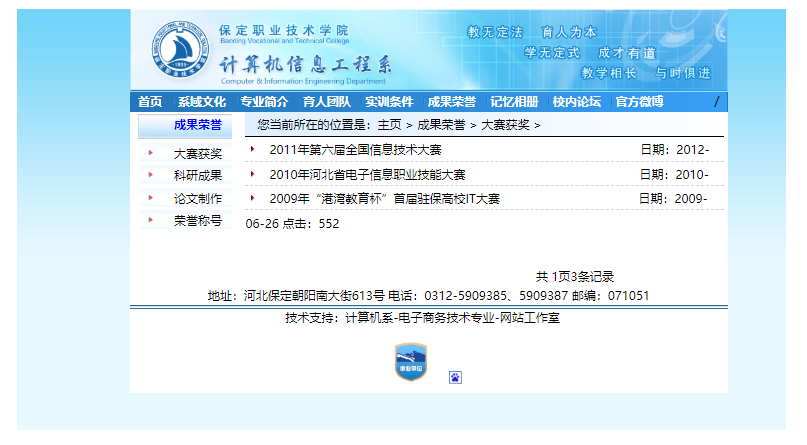 保定职业技术学院
Baoding Vocational and Technical College
计算机信息工程系
Computer & Information Engineering Department
教无定法 育人为本
学无定式 成才有道
教学相长 与时俱进
首页 系域文化 专业简介 育人团队 实训条件 成果荣誉 记忆相册 校内论坛 官方微博 /
成果荣誉
您当前所在的位置是：主页 > 成果荣誉 > 大赛获奖 >
大赛获奖
科研成果
论文制作
荣誉称号
2011年第六届全国信息技术大赛 日期：2012-
2010年河北省电子信息职业技能大赛 日期：2010-
2009年“港湾教育杯”首届驻保高校IT大赛 日期：2009-
06-26 点击：552
共 1页3条记录
地址：河北保定朝阳南大街613号 电话：0312-5909385、5909387 邮编：071051
技术支持：计算机系-电子商务技术专业-网站工作室
事业单位